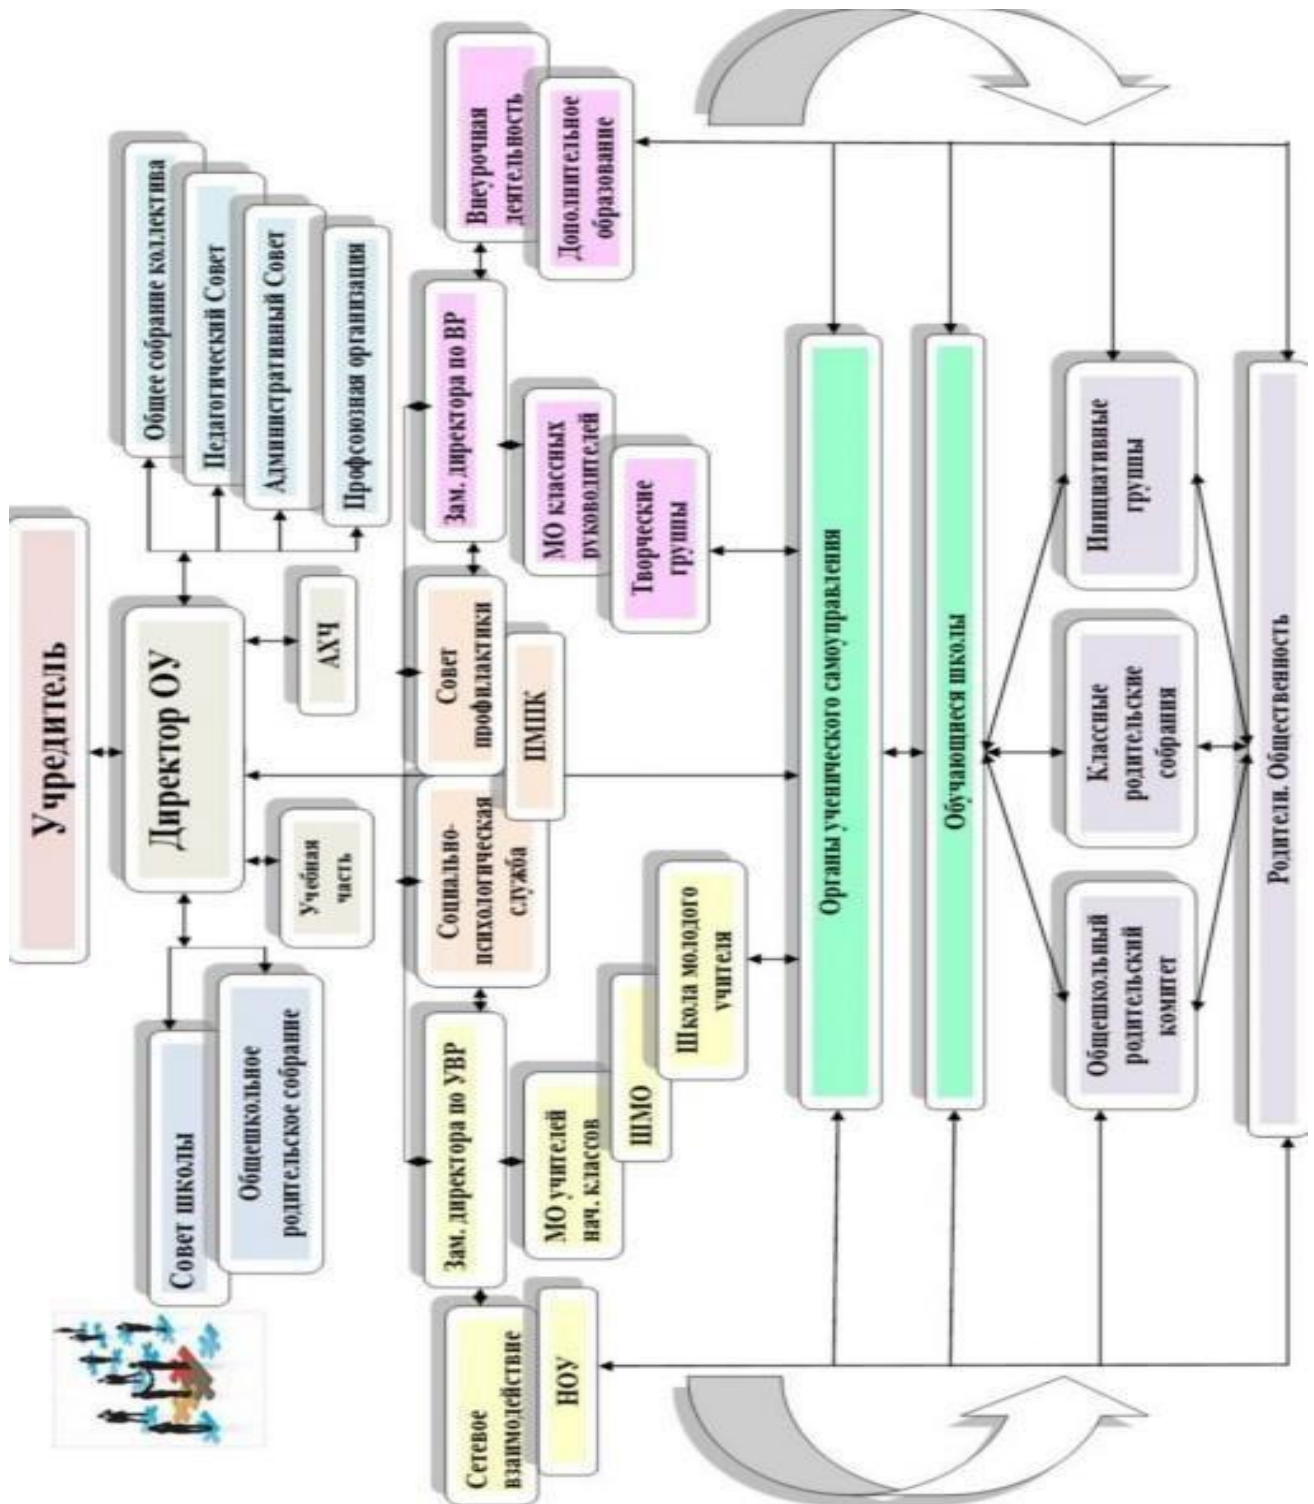 Учредитель
Директор ОУ
Совет школы
Общешкольное
родительское собрание
Учебная
часть
АХЧ
Общее собрание коллектива
Педагогический Совет
Административный Совет
Профсоюзная организация
Сетевое
взаимодействие
НОУ
Зам. директора по УВР
МО учителей
нач. классов
ШМО
Школа молодого
учителя
Социально-
психологическая
служба
Совет
профилактики
ПМПК
Зам. директора по ВР
МО классных
руководителей
Творческие
группы
Внеурочная
деятельность
Дополнительное
образование
Органы ученического самоуправления
Обучающиеся школы
Общешкольный
родительский
комитет
Классные
родительские
собрания
Инициативные
группы
Родители. Общественность